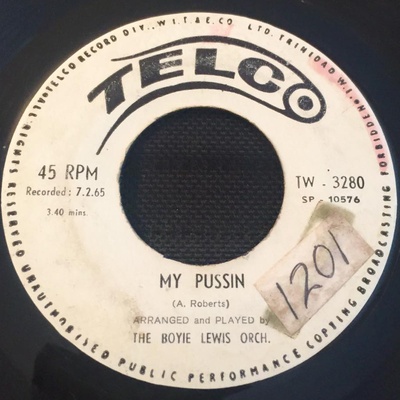 TELCO RECORD DIV., W.I.T.& E. CO. LTD. TRINIDAD W.I.
FORBIDDEN. ALL RIGHTS RESERVED UNAUTHORISED PUBLIC PERFORMANCE COPYING BROADCASTING
TELCO
45 RPM
TW - 3280
Recorded: 7.2.65
SP - 10576
3.40 mins.
1201
MY PUSSIN
(A. Roberts)
ARRANGED and PLAYED by
THE BOYIE LEWIS ORCH.